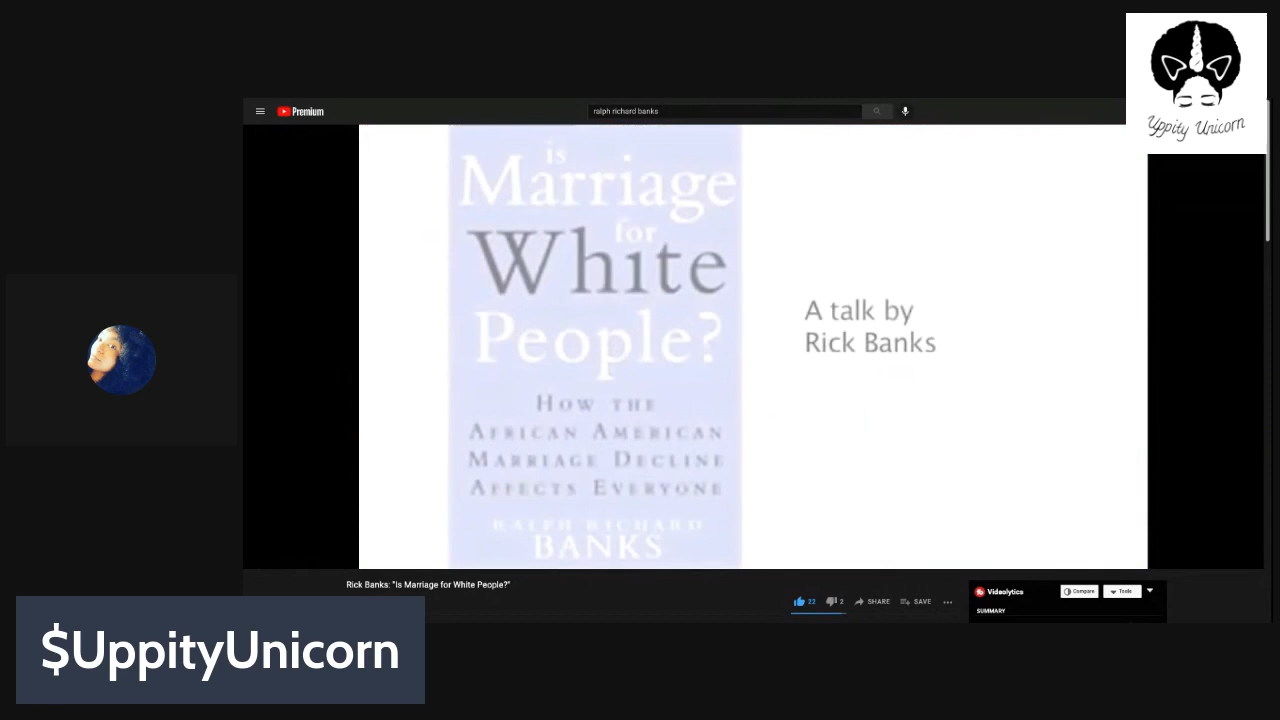 Premium
ralph richard banks
Uppity Unicorn
is
Marriage
for
White
People?
HOW THE
AFRICAN AMERICAN
MARRIAGE DECLINE
AFFECTS EVERYONE
RALPH RICHARD
BANKS
A talk by
Rick Banks
Rick Banks: "Is Marriage for White People?"
22
2
SHARE
SAVE
Videolytics
Compare
Tools
SUMMARY
$UppityUnicorn